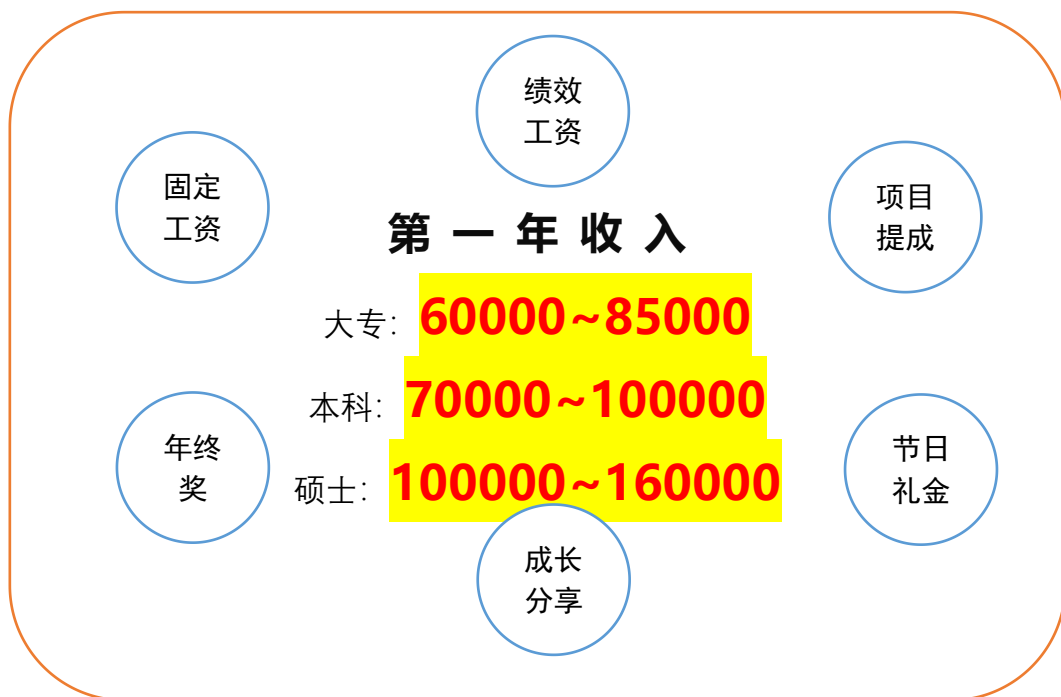 绩效
工资
固定
工资
项目
提成
第一年收入
大专：60000~85000
本科：70000~100000
硕士：100000~160000
年终
奖
节日
礼金
成长
分享